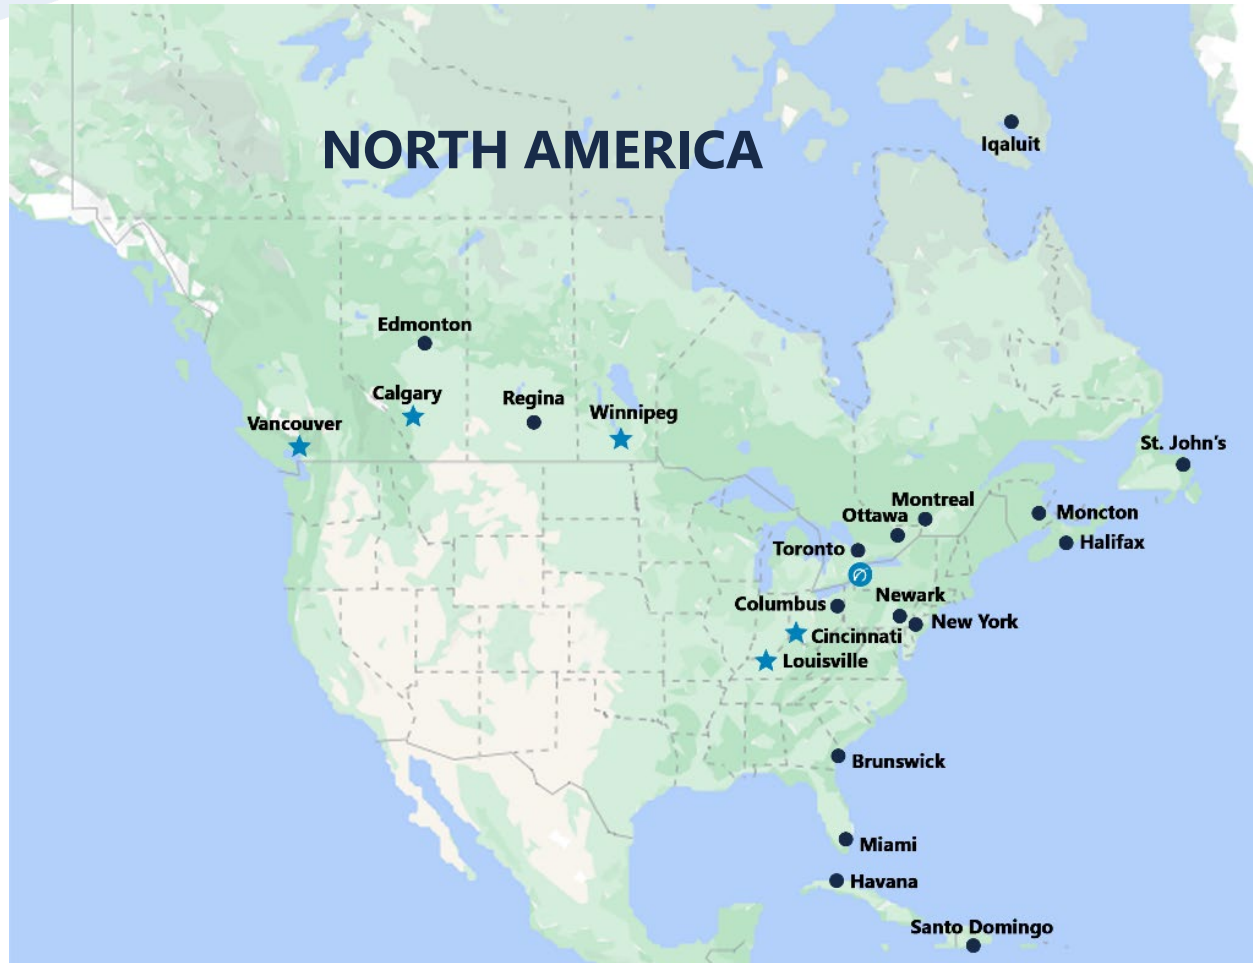 NORTH AMERICA
Iqaluit
Edmonton
Calgary
Regina
Winnipeg
Vancouver
St. John's
Montreal
Ottawa
Moncton
Toronto
Halifax
Newark
Columbus
New York
Cincinnati
Louisville
Brunswick
Miami
Havana
Santo Domingo